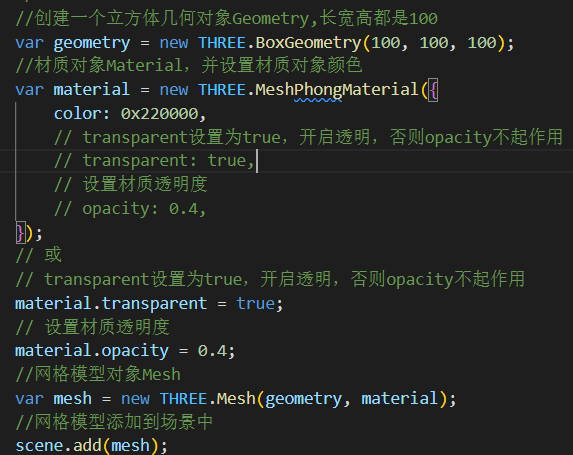 //创建一个立方体几何对象Geometry,长宽高都是100
var geometry = new THREE.BoxGeometry(100, 100, 100);
//材质对象Material，并设置材质对象颜色
var material = new THREE.MeshPhongMaterial({
    color: 0x220000,
    // transparent设置为true，开启透明，否则opacity不起作用
    // transparent: true,
    // 设置材质透明度
    // opacity: 0.4,
});
// 或
// transparent设置为true，开启透明，否则opacity不起作用
material.transparent = true;
// 设置材质透明度
material.opacity = 0.4;
//网格模型对象Mesh
var mesh = new THREE.Mesh(geometry, material);
//网格模型添加到场景中
scene.add(mesh);